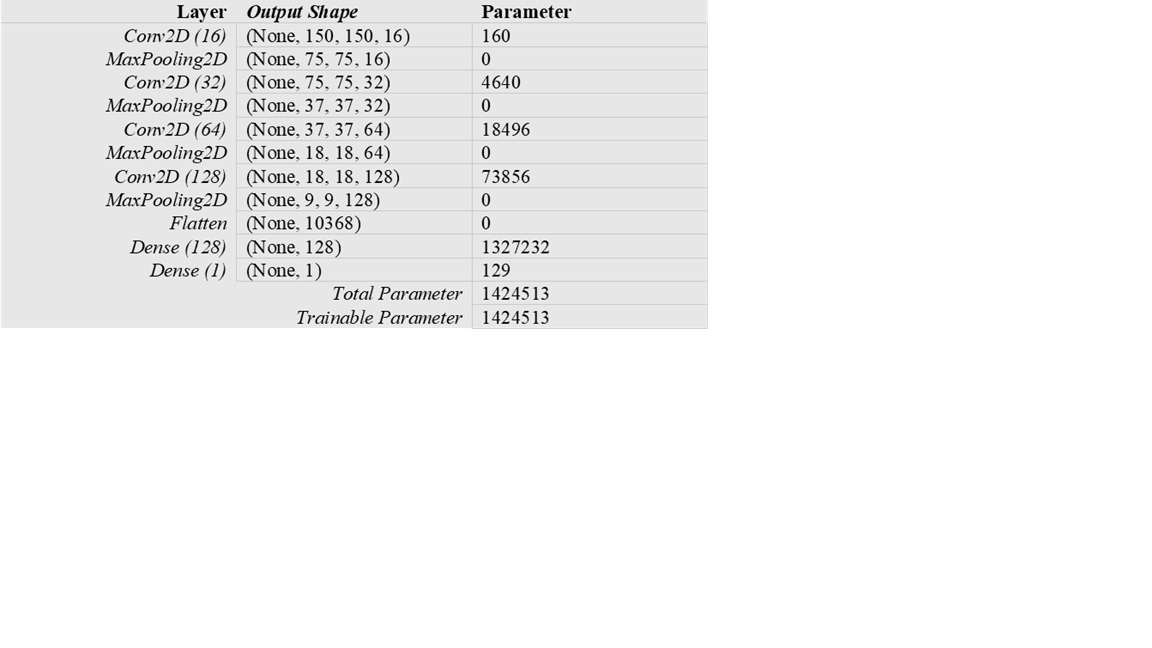 Layer Output Shape Parameter
Conv2D (16) (None, 150, 150, 16) 160
MaxPooling2D (None, 75, 75, 16) 0
Conv2D (32) (None, 75, 75, 32) 4640
MaxPooling2D (None, 37, 37, 32) 0
Conv2D (64) (None, 37, 37, 64) 18496
MaxPooling2D (None, 18, 18, 64) 0
Conv2D (128) (None, 18, 18, 128) 73856
MaxPooling2D (None, 9, 9, 128) 0
Flatten (None, 10368) 0
Dense (128) (None, 128) 1327232
Dense (1) (None, 1) 129
Total Parameter 1424513
Trainable Parameter 1424513